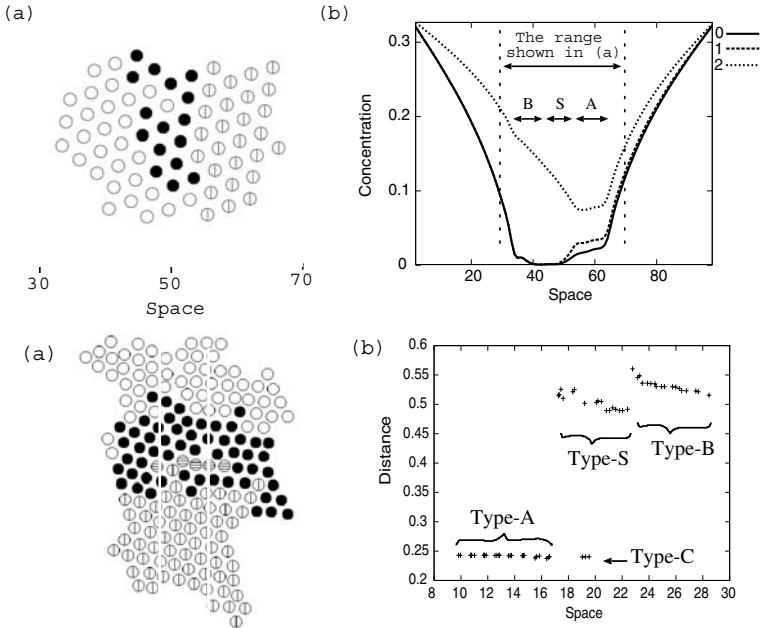 (a)
30 50 70
Space
(b)
0.3
0.2
0.1
0
Concentration
The range
shown in (a)
B S A
0
1
2
20 40 60 80
Space
(a)
(b)
0.6
0.55
0.5
0.45
0.4
0.35
0.3
0.25
0.2
Distance
Type-S
Type-B
Type-A
Type-C
8 10 12 14 16 18 20 22 24 26 28 30
Space